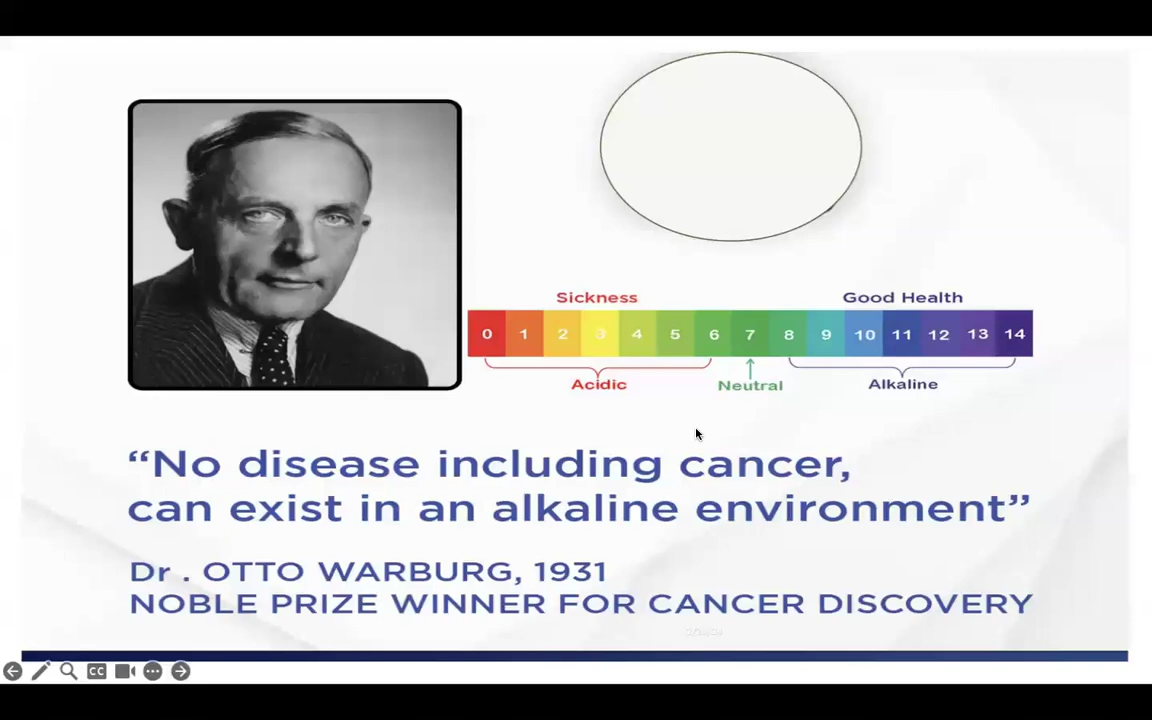 Sickness Good Health
0 1 2 3 4 5 6 7 8 9 10 11 12 13 14
Acidic Neutral Alkaline
“No disease including cancer,
can exist in an alkaline environment”
Dr . OTTO WARBURG, 1931
NOBLE PRIZE WINNER FOR CANCER DISCOVERY
CC